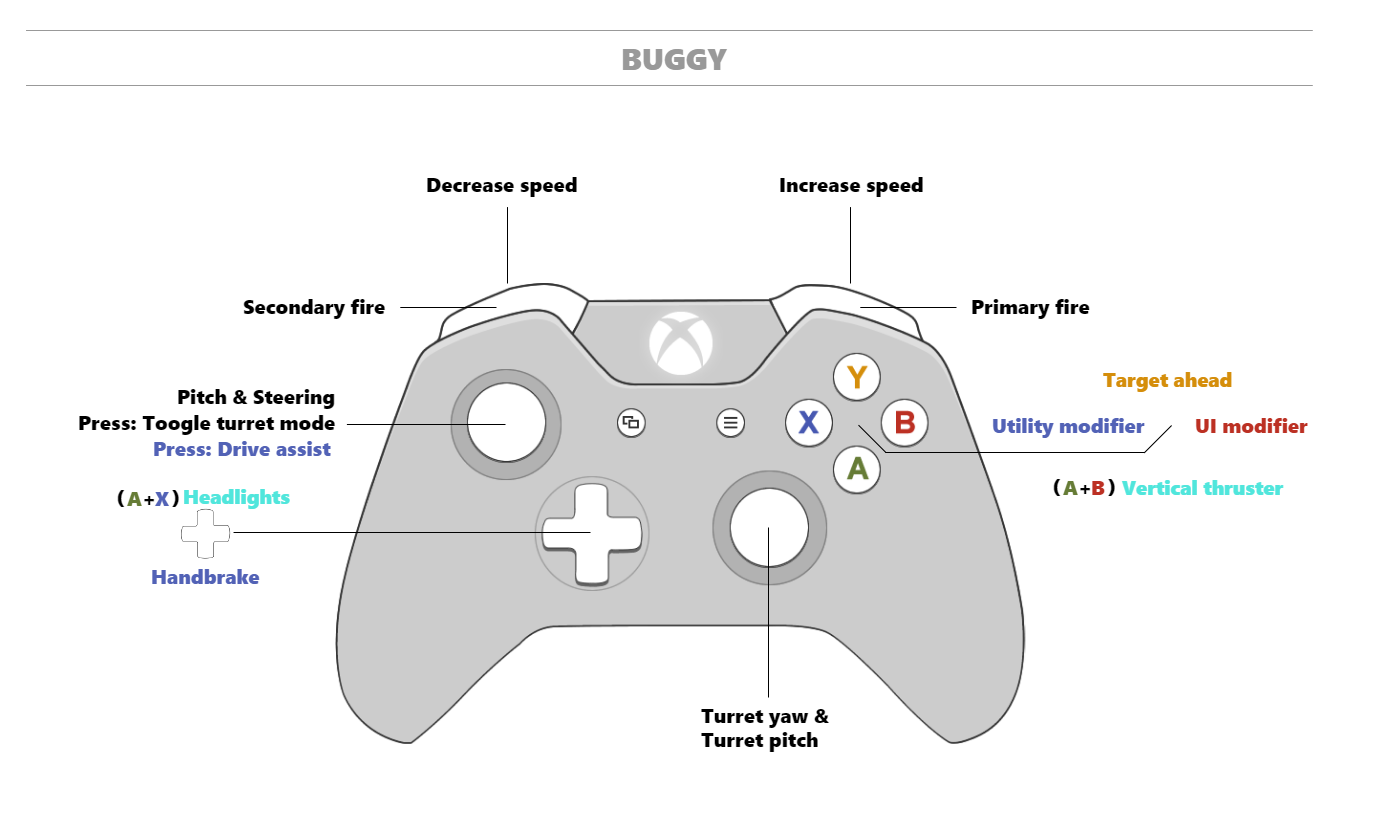 BUGGY
Decrease speed
Increase speed
Secondary fire
Primary fire
Y
X
B
A
Target ahead
Utility modifier
UI modifier
(A+B) Vertical thruster
Pitch & Steering
Press: Toogle turret mode
Press: Drive assist
(A+X) Headlights
Handbrake
Turret yaw &
Turret pitch